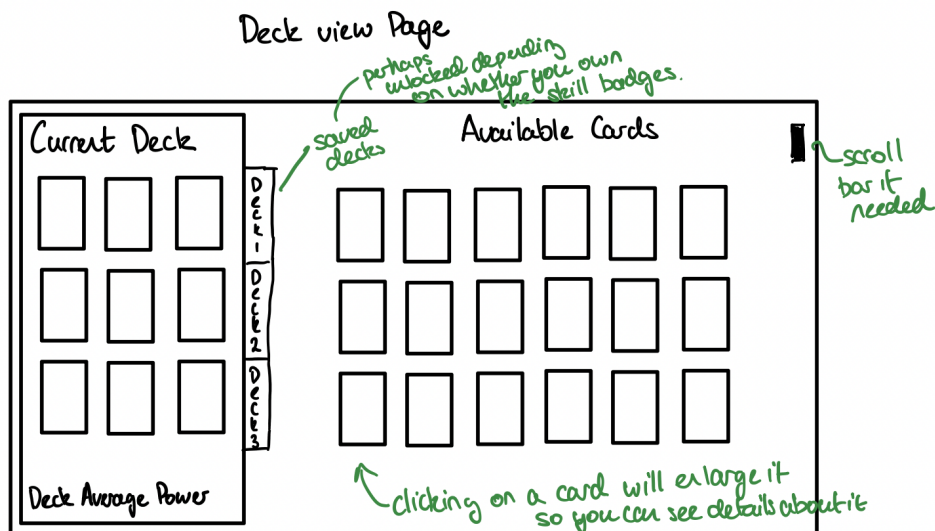 Deck view Page
perhaps
unlocked depending
on whether you own
the skill badges.
saved
decks
Current Deck
Available Cards
scroll
bar if
needed
Deck 1
Deck 2
Deck 3
Deck Average Power
clicking on a card will enlarge it
so you can see details about it